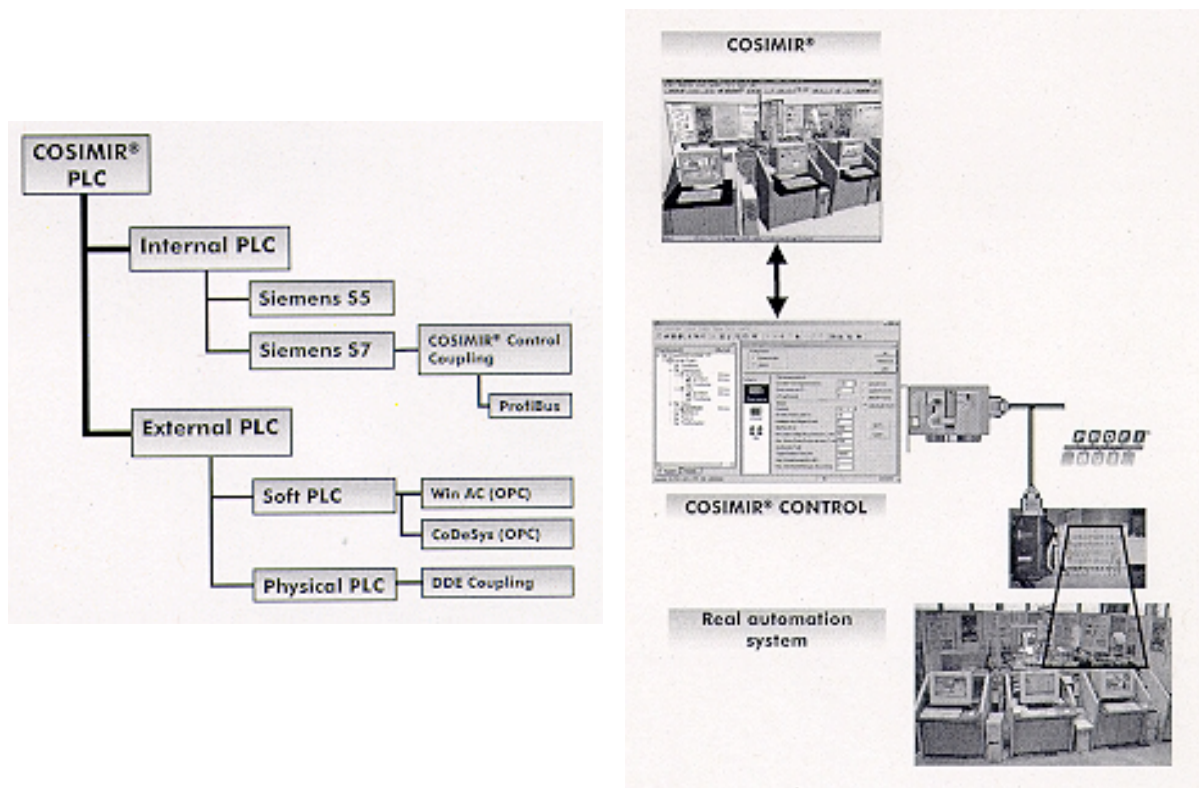 COSIMIR®
PLC
Internal PLC
Siemens S5
Siemens S7
COSIMIR® Control
Coupling
ProfiBus
External PLC
Soft PLC
Win AC (OPC)
CoDeSys (OPC)
Physical PLC
DDE Coupling
COSIMIR®
COSIMIR® CONTROL
Real automation
system